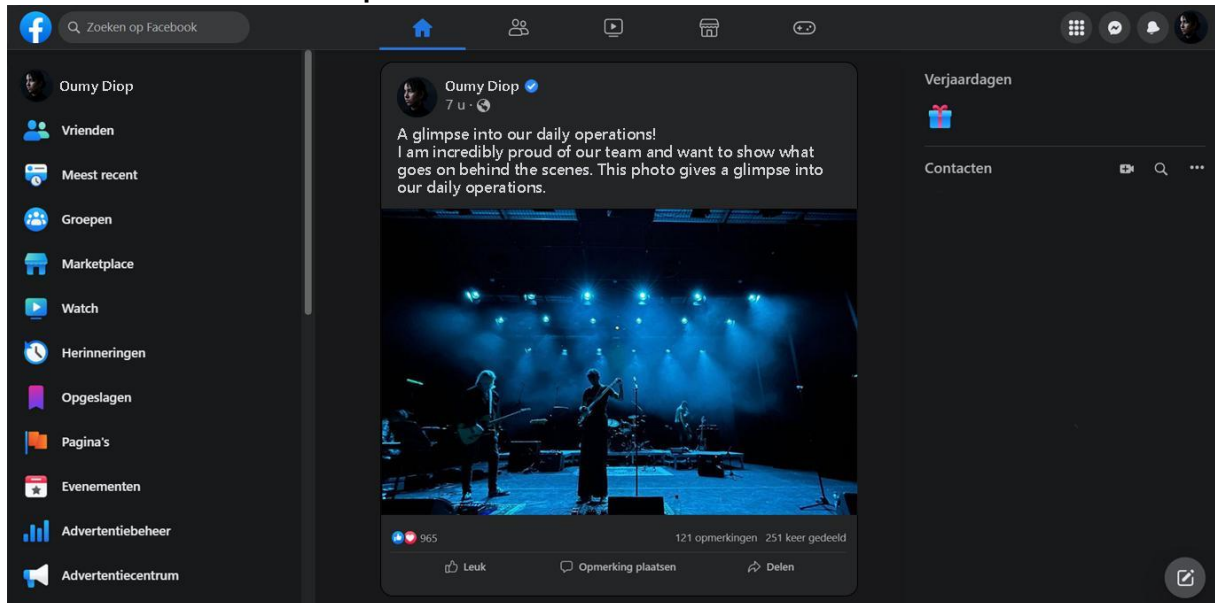 Zoeken op Facebook
Oumy Diop
Vrienden
Meest recent
Groepen
Marketplace
Watch
Herinneringen
Opgeslagen
Pagina's
Evenementen
Advertentiebeheer
Advertentiecentrum
Oumy Diop
7 u ·
A glimpse into our daily operations!
I am incredibly proud of our team and want to show what
goes on behind the scenes. This photo gives a glimpse into
our daily operations.
965
121 opmerkingen 251 keer gedeeld
Leuk
Opmerking plaatsen
Delen
Verjaardagen
Contacten